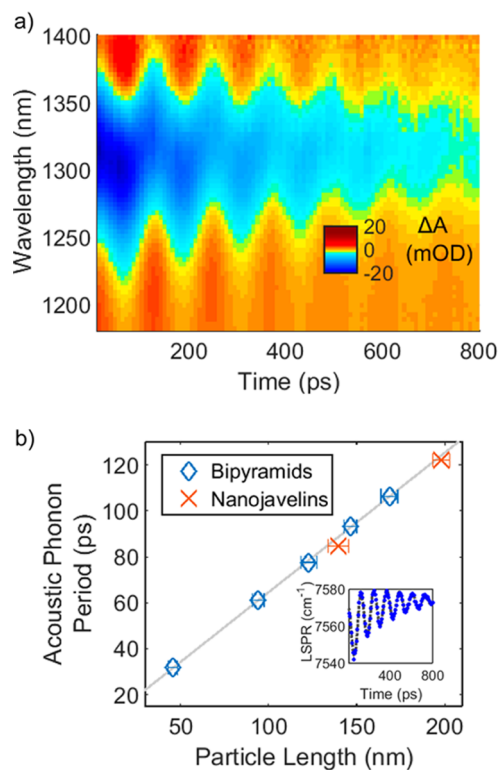 a)
1400
1350
1300
1250
1200
Wavelength (nm)
20
0
-20
ΔA
(mOD)
200 400 600 800
Time (ps)
b)
120
100
80
60
40
20
Acoustic Phonon
Period (ps)
Bipyramids
Nanojavelins
7580
7560
7540
LSPR (cm⁻¹)
0 400 800
Time (ps)
50 100 150 200
Particle Length (nm)